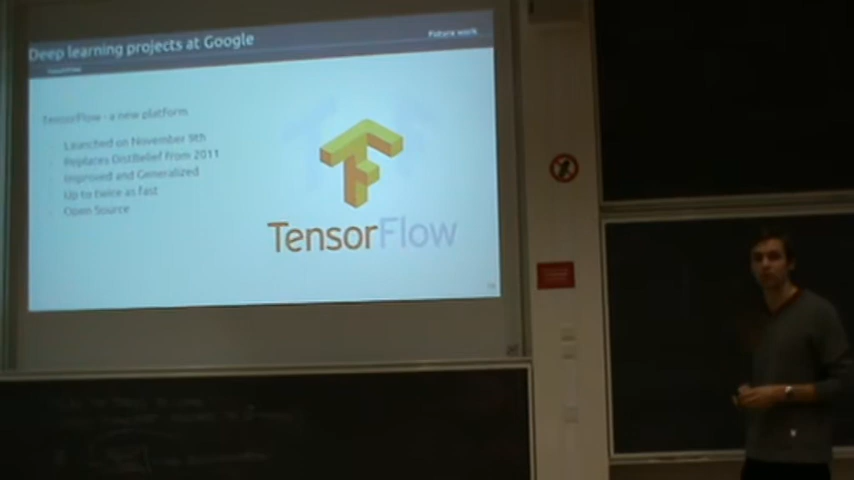 Deep learning projects at Google
Future work
TensorFlow
TensorFlow - a new platform
Launched on November 9th
Replaces DistBelief from 2011
Improved and Generalized
Up to twice as fast
Open Source
TensorFlow